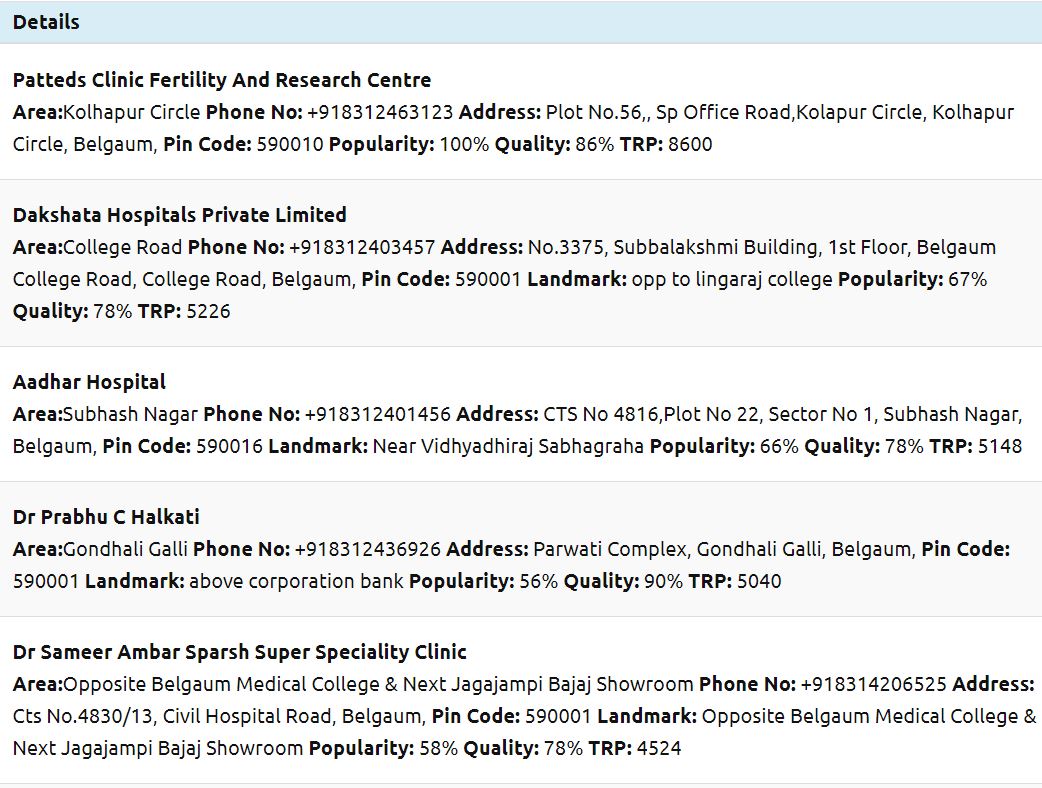 Details
Patteds Clinic Fertility And Research Centre
Area:Kolhapur Circle Phone No: +918312463123 Address: Plot No.56,, Sp Office Road,Kolapur Circle, Kolhapur
Circle, Belgaum, Pin Code: 590010 Popularity: 100% Quality: 86% TRP: 8600
Dakshata Hospitals Private Limited
Area:College Road Phone No: +918312403457 Address: No.3375, Subbalakshmi Building, 1st Floor, Belgaum
College Road, College Road, Belgaum, Pin Code: 590001 Landmark: opp to lingaraj college Popularity: 67%
Quality: 78% TRP: 5226
Aadhar Hospital
Area:Subhash Nagar Phone No: +918312401456 Address: CTS No 4816,Plot No 22, Sector No 1, Subhash Nagar,
Belgaum, Pin Code: 590016 Landmark: Near Vidhyadhiraj Sabhagraha Popularity: 66% Quality: 78% TRP: 5148
Dr Prabhu C Halkati
Area:Gondhali Galli Phone No: +918312436926 Address: Parwati Complex, Gondhali Galli, Belgaum, Pin Code:
590001 Landmark: above corporation bank Popularity: 56% Quality: 90% TRP: 5040
Dr Sameer Ambar Sparsh Super Speciality Clinic
Area:Opposite Belgaum Medical College & Next Jagajampi Bajaj Showroom Phone No: +918314206525 Address:
Cts No.4830/13, Civil Hospital Road, Belgaum, Pin Code: 590001 Landmark: Opposite Belgaum Medical College &
Next Jagajampi Bajaj Showroom Popularity: 58% Quality: 78% TRP: 4524